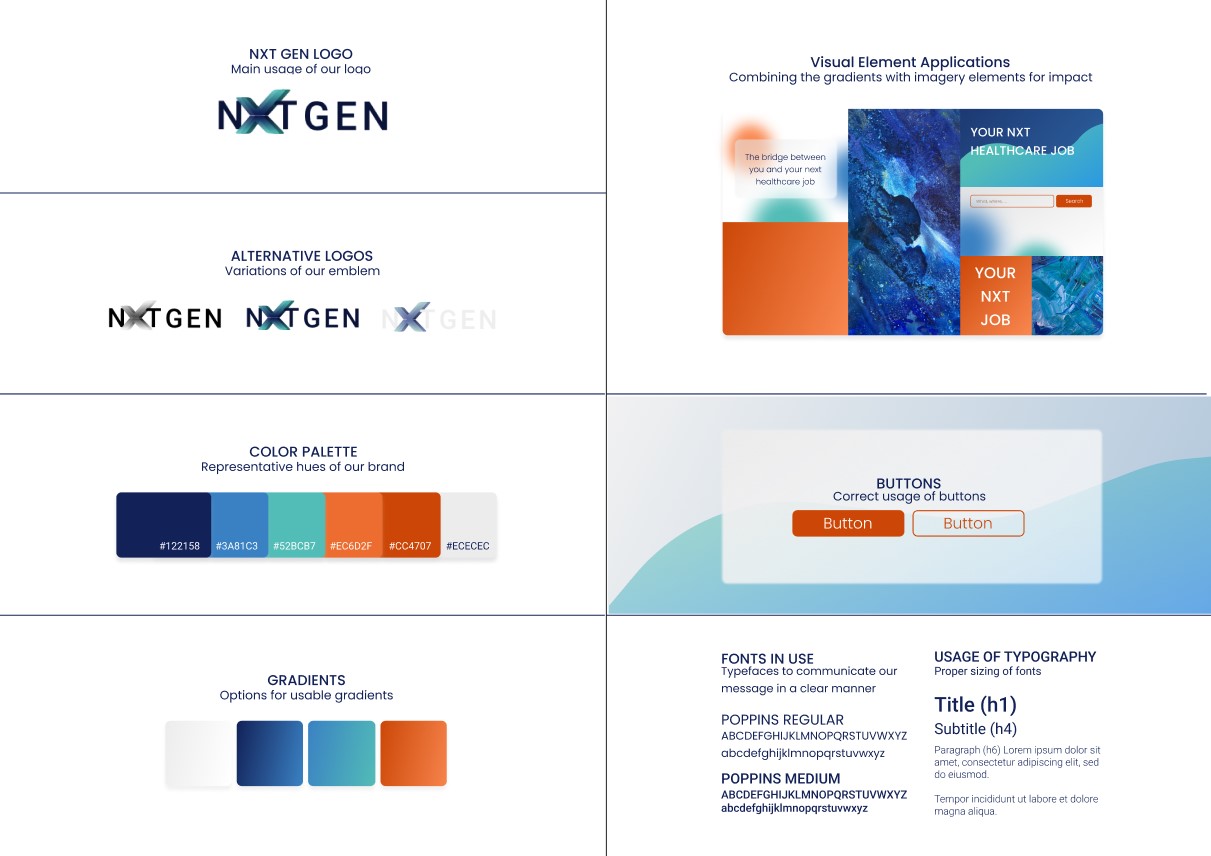 NXT GEN LOGO
Main usage of our logo
NXTGEN
ALTERNATIVE LOGOS
Variations of our emblem
NXTGEN
NXTGEN
NXTGEN
COLOR PALETTE
Representative hues of our brand
#122158
#3A81C3
#52BCB7
#EC6D2F
#CC4707
#ECECEC
GRADIENTS
Options for usable gradients
Visual Element Applications
Combining the gradients with imagery elements for impact
The bridge between
you and your next
healthcare job
YOUR NXT
HEALTHCARE JOB
Search
YOUR
NXT
JOB
BUTTONS
Correct usage of buttons
Button
Button
FONTS IN USE
Typefaces to communicate our
message in a clear manner
POPPINS REGULAR
ABCDEFGHIJKLMNOPQRSTUVWXYZ
abcdefghijklmnopqrstuvwxyz
POPPINS MEDIUM
ABCDEFGHIJKLMNOPQRSTUVWXYZ
abcdefghijklmnopqrstuvwxyz
USAGE OF TYPOGRAPHY
Proper sizing of fonts
Title (h1)
Subtitle (h4)
Paragraph (h6) Lorem ipsum dolor sit
amet, consectetur adipiscing elit, sed
do eiusmod.
Tempor incididunt ut labore et dolore
magna aliqua.